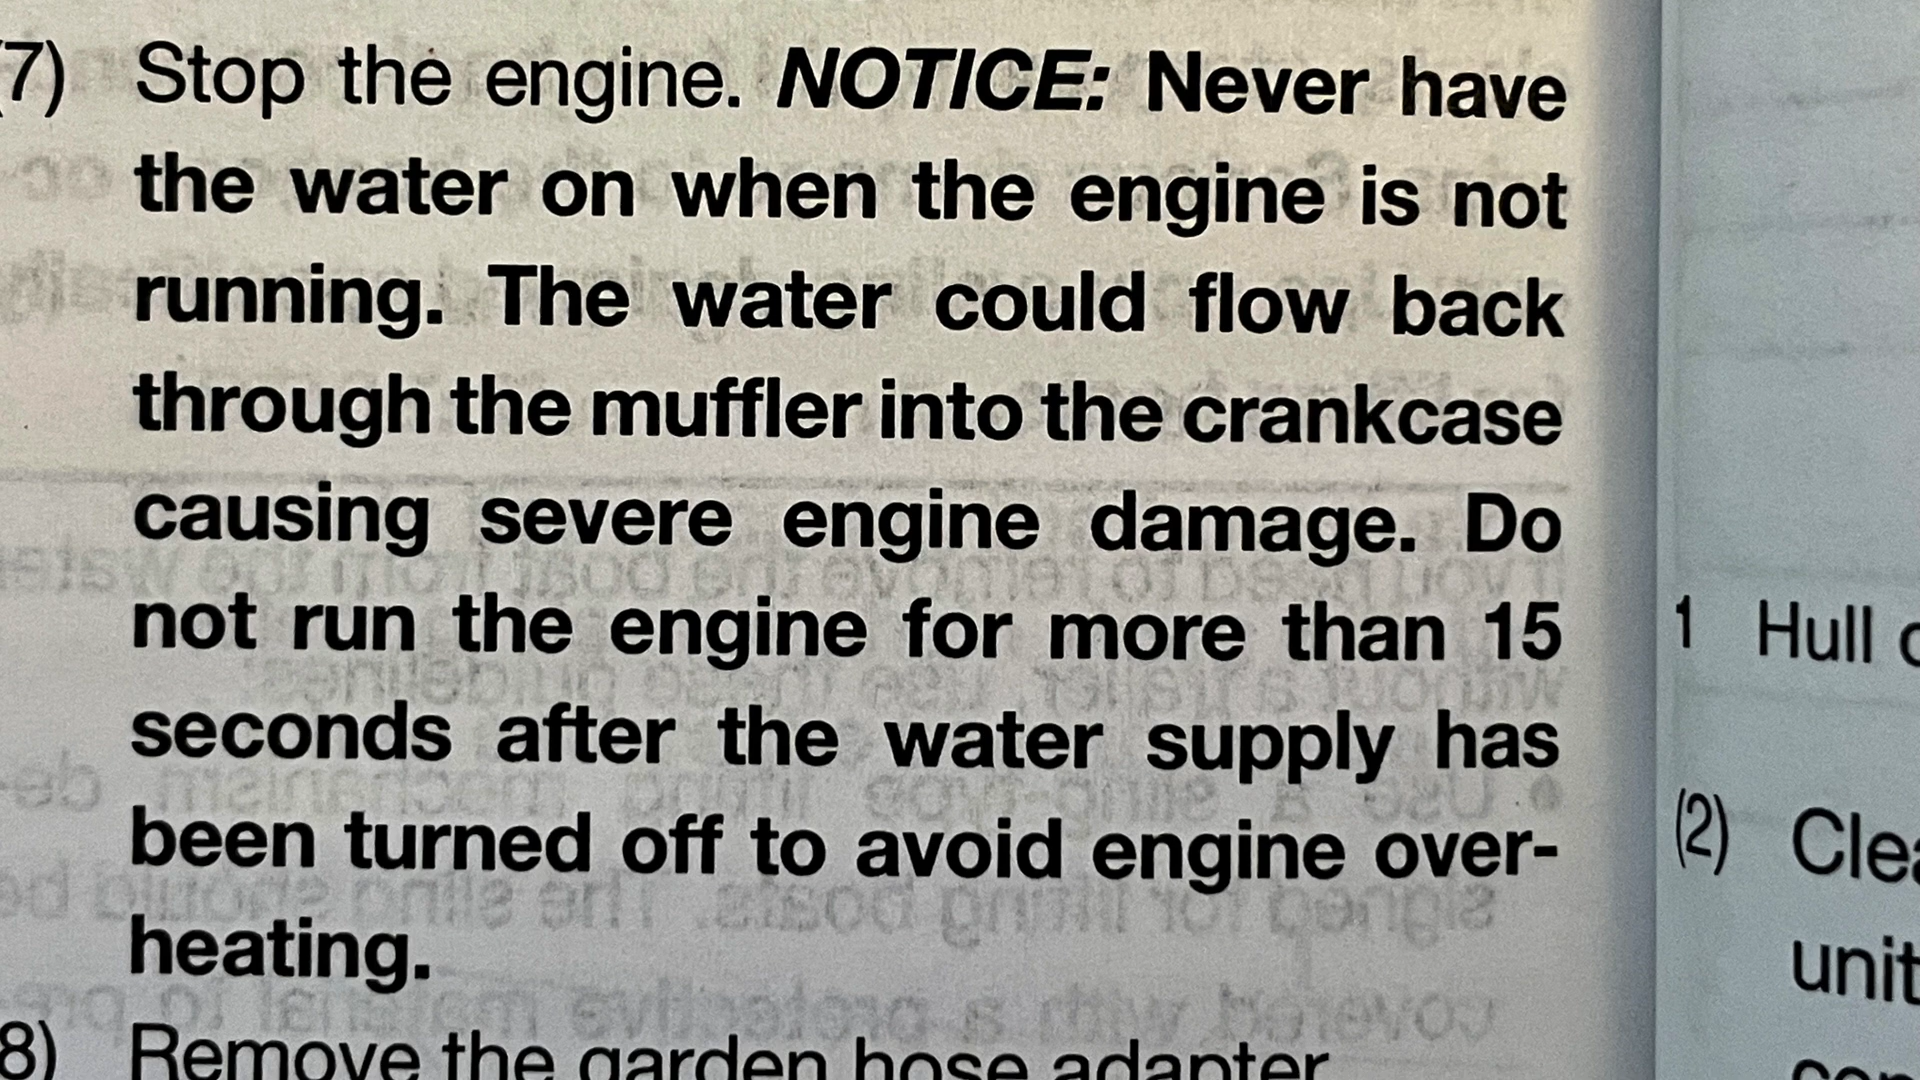 7) Stop the engine. NOTICE: Never have
the water on when the engine is not
running. The water could flow back
through the muffler into the crankcase
causing severe engine damage. Do
not run the engine for more than 15
seconds after the water supply has
been turned off to avoid engine over-
heating.
8) Remove the garden hose adapter
1 Hull
(2) Clea
unit